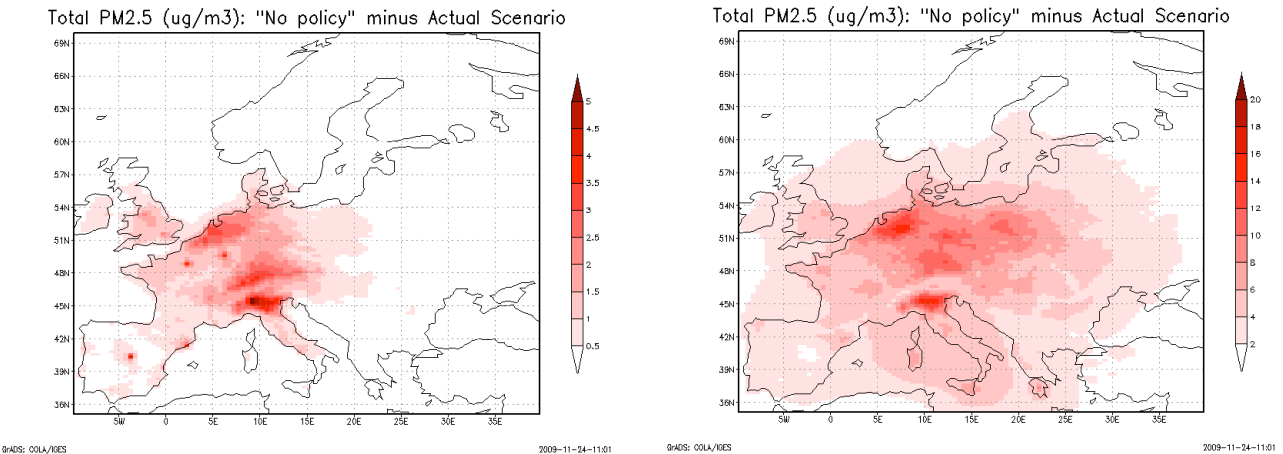 Total PM2.5 (ug/m3): "No policy" minus Actual Scenario
69N
66N
63N
60N
57N
54N
51N
48N
45N
42N
39N
36N
5W
0
5E
10E
15E
20E
25E
30E
35E
5
4.5
4
3.5
3
2.5
2
1.5
1
0.5
GrADS: COLA/IGES
2009-11-24-11:01
Total PM2.5 (ug/m3): "No policy" minus Actual Scenario
69N
66N
63N
60N
57N
54N
51N
48N
45N
42N
39N
36N
5W
0
5E
10E
15E
20E
25E
30E
35E
20
18
16
14
12
10
8
6
4
2
GrADS: COLA/IGES
2009-11-24-11:01